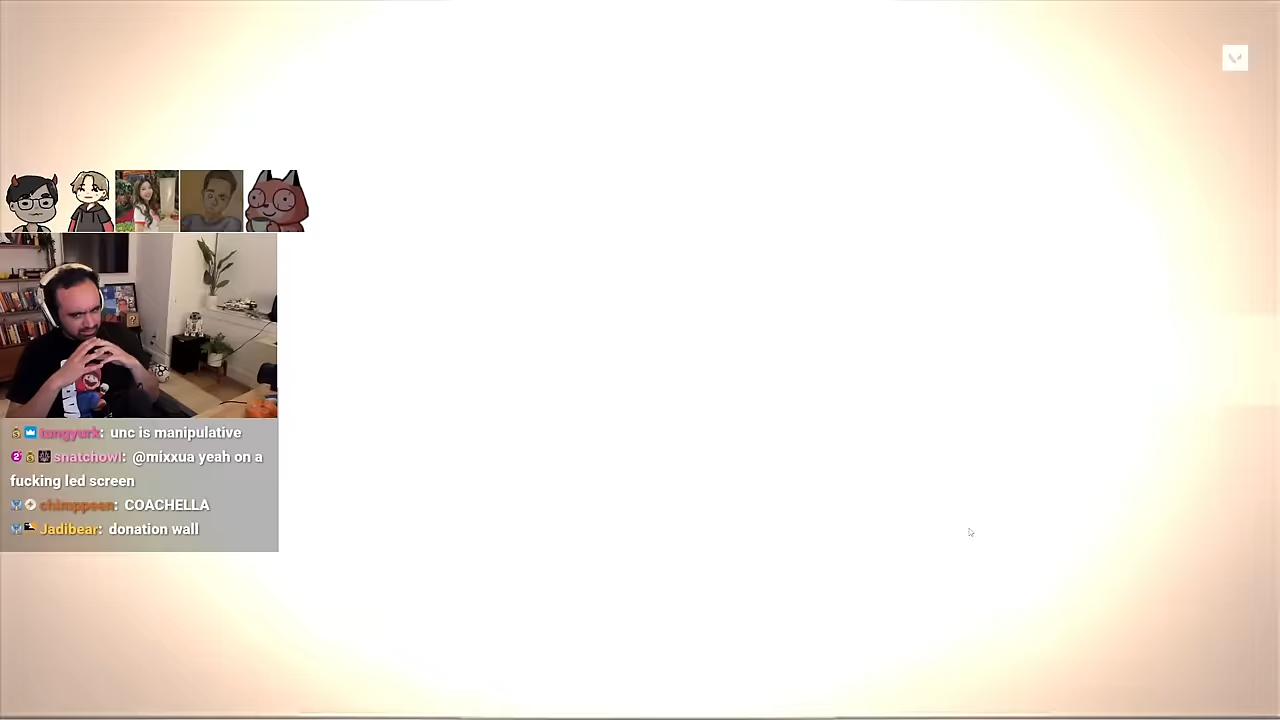 tungyurk: unc is manipulative
snatchowl: @mixxua yeah on a
fucking led screen
chimppeen: COACHELLA
Jadibear: donation wall